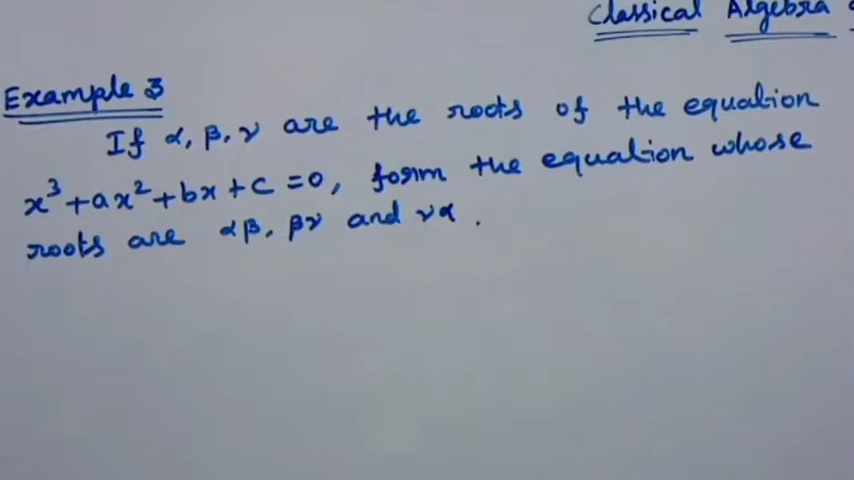 Classical Algebra
Example 3
If α, β, γ are the roots of the equation
x³+ax²+bx+c=0, form the equation whose
roots are αβ, βγ and γα.